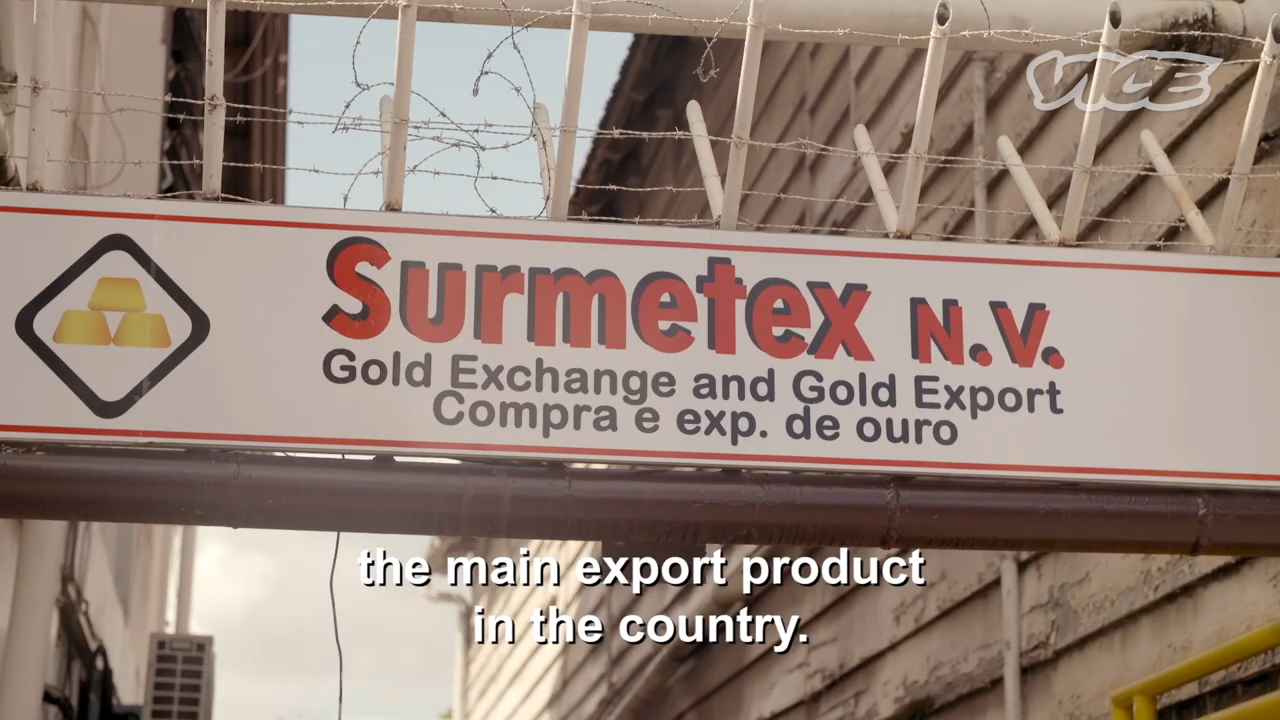 VICE
Surmetex N.V.
Gold Exchange and Gold Export
Compra e exp. de ouro
the main export product
in the country.